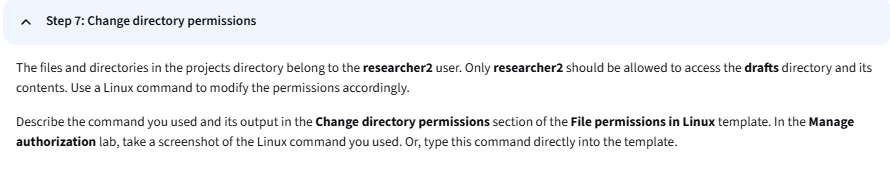 Step 7: Change directory permissions
The files and directories in the projects directory belong to the researcher2 user. Only researcher2 should be allowed to access the drafts directory and its
contents. Use a Linux command to modify the permissions accordingly.
Describe the command you used and its output in the Change directory permissions section of the File permissions in Linux template. In the Manage
authorization lab, take a screenshot of the Linux command you used. Or, type this command directly into the template.